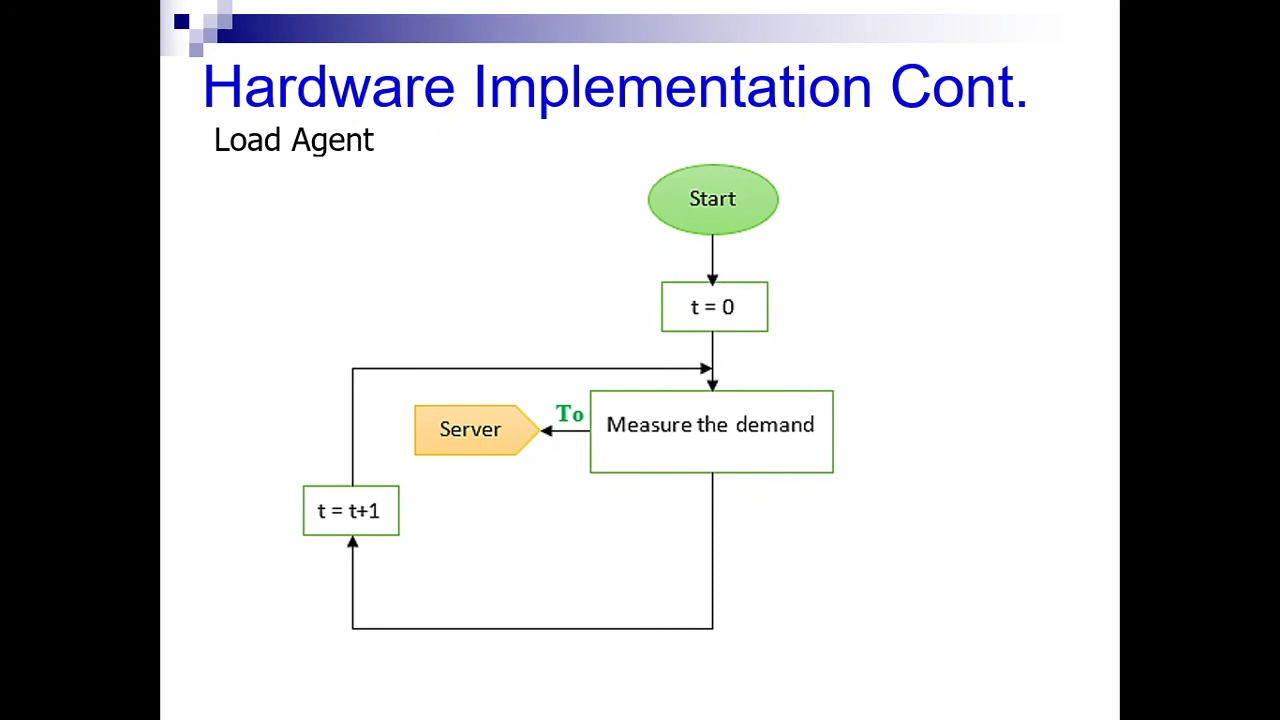 Hardware Implementation Cont.
Load Agent
Start
t = 0
Measure the demand
To
Server
t = t+1